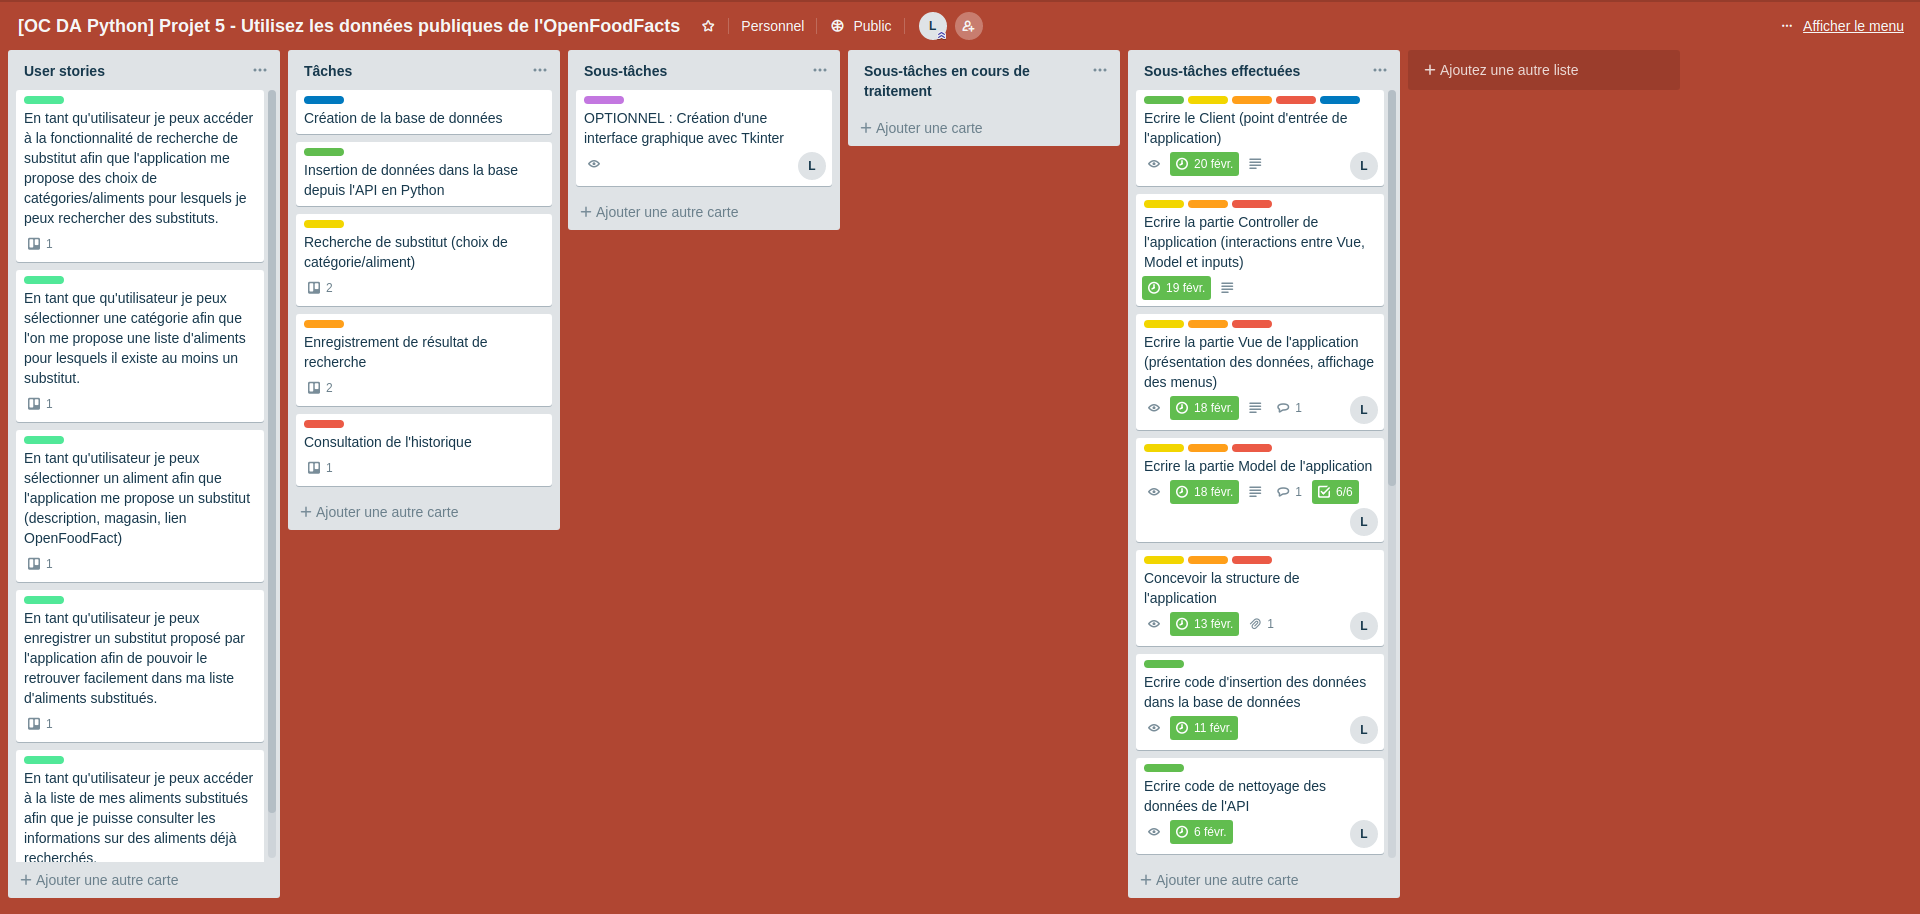 [OC DA Python] Projet 5 - Utilisez les données publiques de l'OpenFoodFacts
Personnel
Public
L
Afficher le menu
User stories
En tant qu'utilisateur je peux accéder
à la fonctionnalité de recherche de
substitut afin que l'application me
propose des choix de
catégories/aliments pour lesquels je
peux rechercher des substituts.
1
En tant que qu'utilisateur je peux
sélectionner une catégorie afin que
l'on me propose une liste d'aliments
pour lesquels il existe au moins un
substitut.
1
En tant qu'utilisateur je peux
sélectionner un aliment afin que
l'application me propose un substitut
(description, magasin, lien
OpenFoodFact)
1
En tant qu'utilisateur je peux
enregistrer un substitut proposé par
l'application afin de pouvoir le
retrouver facilement dans ma liste
d'aliments substitués.
1
En tant qu'utilisateur je peux accéder
à la liste de mes aliments substitués
afin que je puisse consulter les
informations sur des aliments déjà
recherchés.
Ajouter une autre carte
Tâches
Création de la base de données
Insertion de données dans la base
depuis l'API en Python
Recherche de substitut (choix de
catégorie/aliment)
2
Enregistrement de résultat de
recherche
2
Consultation de l'historique
1
Ajouter une autre carte
Sous-tâches
OPTIONNEL : Création d'une
interface graphique avec Tkinter
L
Ajouter une autre carte
Sous-tâches en cours de
traitement
Ajouter une carte
Sous-tâches effectuées
Ecrire le Client (point d'entrée de
l'application)
20 févr.
L
Ecrire la partie Controller de
l'application (interactions entre Vue,
Model et inputs)
19 févr.
Ecrire la partie Vue de l'application
(présentation des données, affichage
des menus)
18 févr. 1
L
Ecrire la partie Model de l'application
18 févr. 1 6/6
L
Concevoir la structure de
l'application
13 févr. 1
L
Ecrire code d'insertion des données
dans la base de données
11 févr.
L
Ecrire code de nettoyage des
données de l'API
6 févr.
L
Ajouter une autre carte
Ajoutez une autre liste